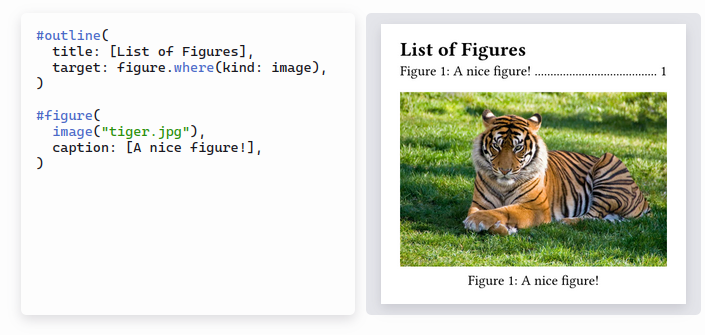 #outline(
  title: [List of Figures],
  target: figure.where(kind: image),
)

#figure(
  image("tiger.jpg"),
  caption: [A nice figure!],
)
List of Figures
Figure 1: A nice figure! ....................................... 1
Figure 1: A nice figure!